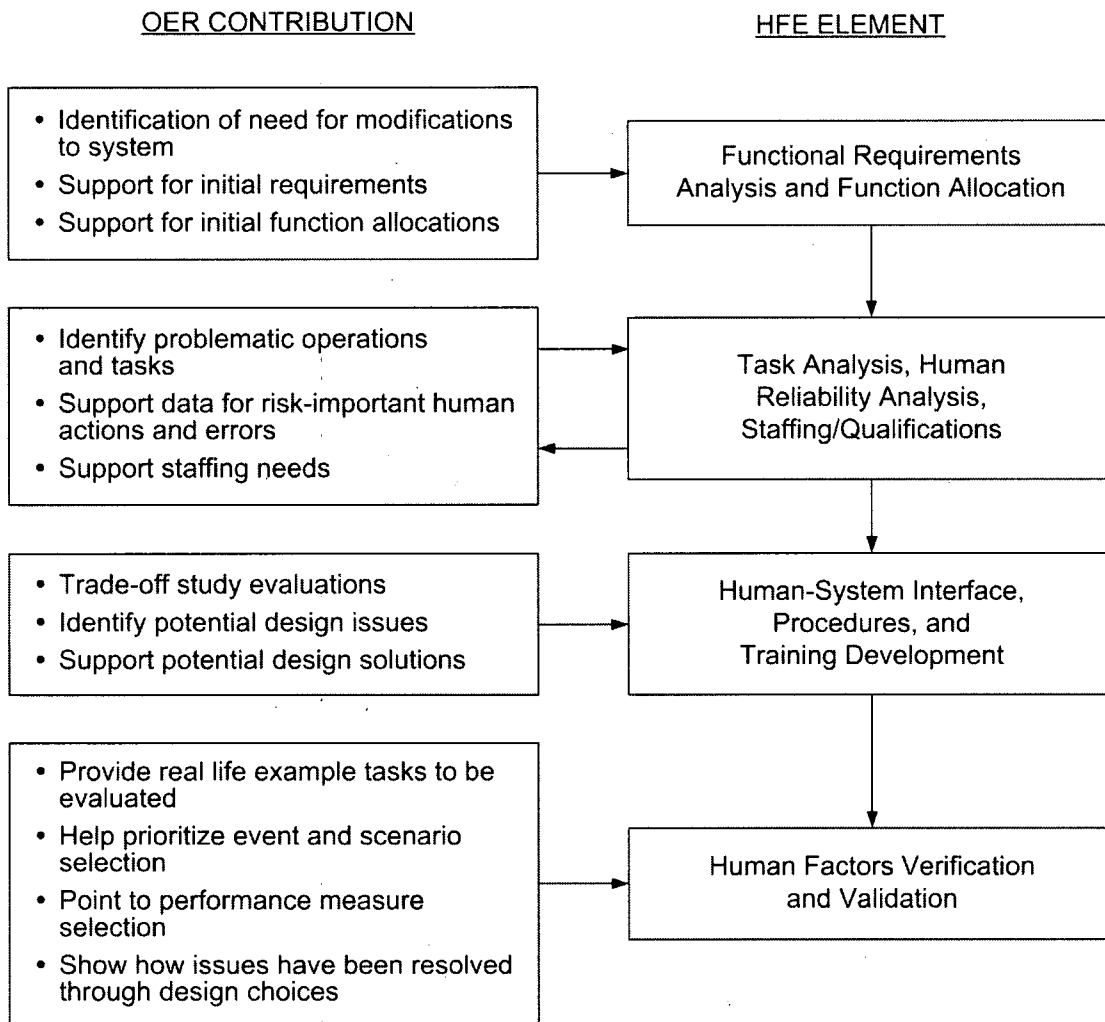 OER CONTRIBUTION
HFE ELEMENT
• Identification of need for modifications
to system
• Support for initial requirements
• Support for initial function allocations
Functional Requirements
Analysis and Function Allocation
• Identify problematic operations
and tasks
• Support data for risk-important human
actions and errors
• Support staffing needs
Task Analysis, Human
Reliability Analysis,
Staffing/Qualifications
• Trade-off study evaluations
• Identify potential design issues
• Support potential design solutions
Human-System Interface,
Procedures, and
Training Development
• Provide real life example tasks to be
evaluated
• Help prioritize event and scenario
selection
• Point to performance measure
selection
• Show how issues have been resolved
through design choices
Human Factors Verification
and Validation